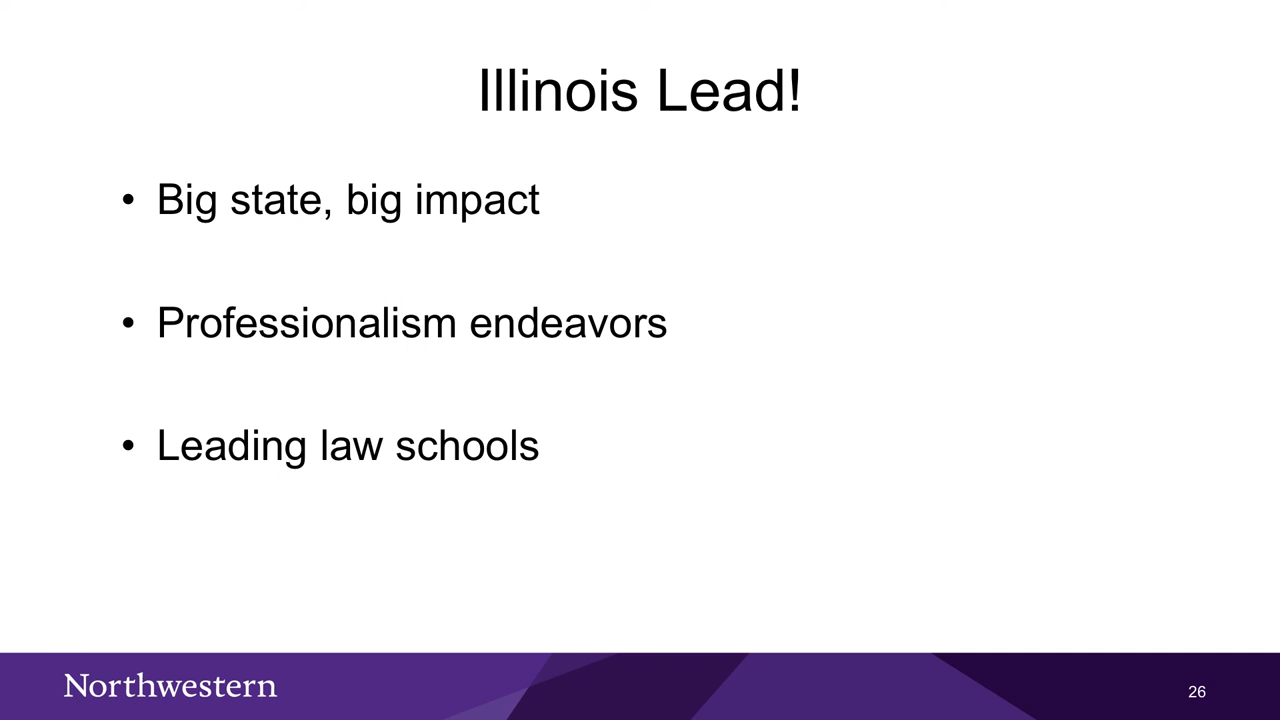 Illinois Lead!
• Big state, big impact
• Professionalism endeavors
• Leading law schools
Northwestern
26